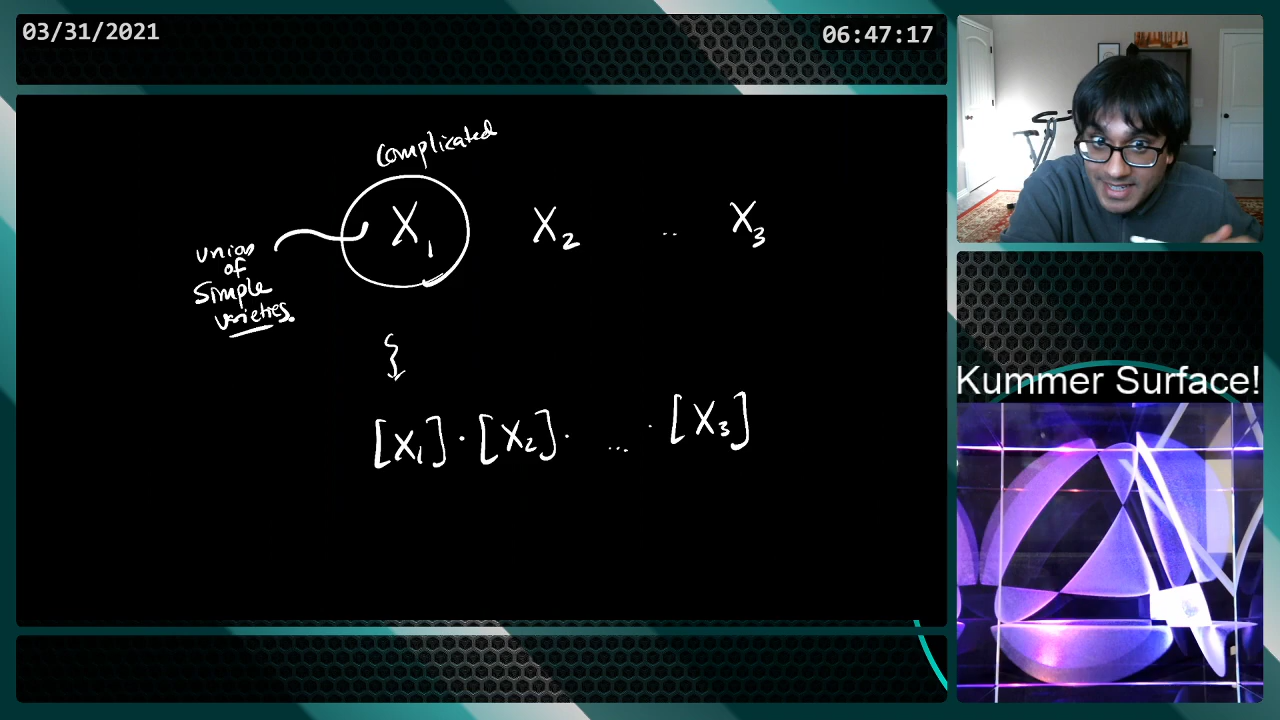 03/31/2021
06:47:17
Complicated
X₁ X₂ .. X₃
union
of
Simple
varieties.
[X₁] · [X₂] · ... · [X₃]
Kummer Surface!